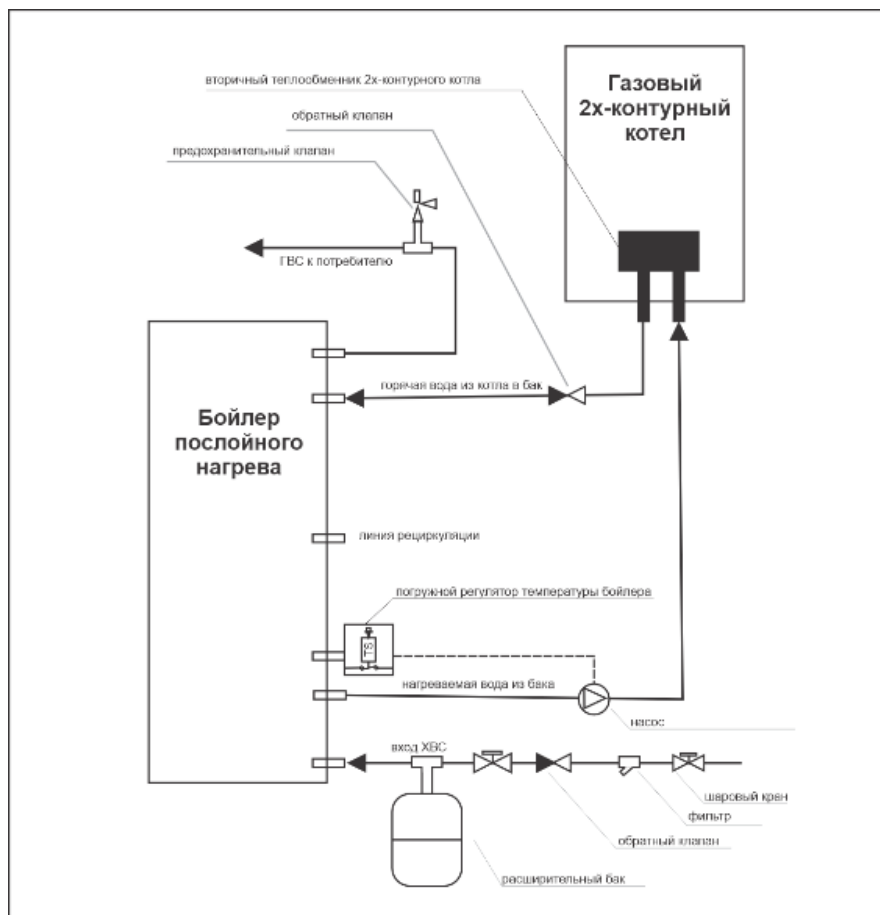 вторичный теплообменник 2х-контурного котла
обратный клапан
предохранительный клапан
Газовый
2х-контурный
котел
ГВС к потребителю
горячая вода из котла в бак
Бойлер
послойного
нагрева
линия рециркуляции
погружной регулятор температуры бойлера
TS
нагреваемая вода из бака
насос
вход ХВС
шаровый кран
фильтр
обратный клапан
расширительный бак